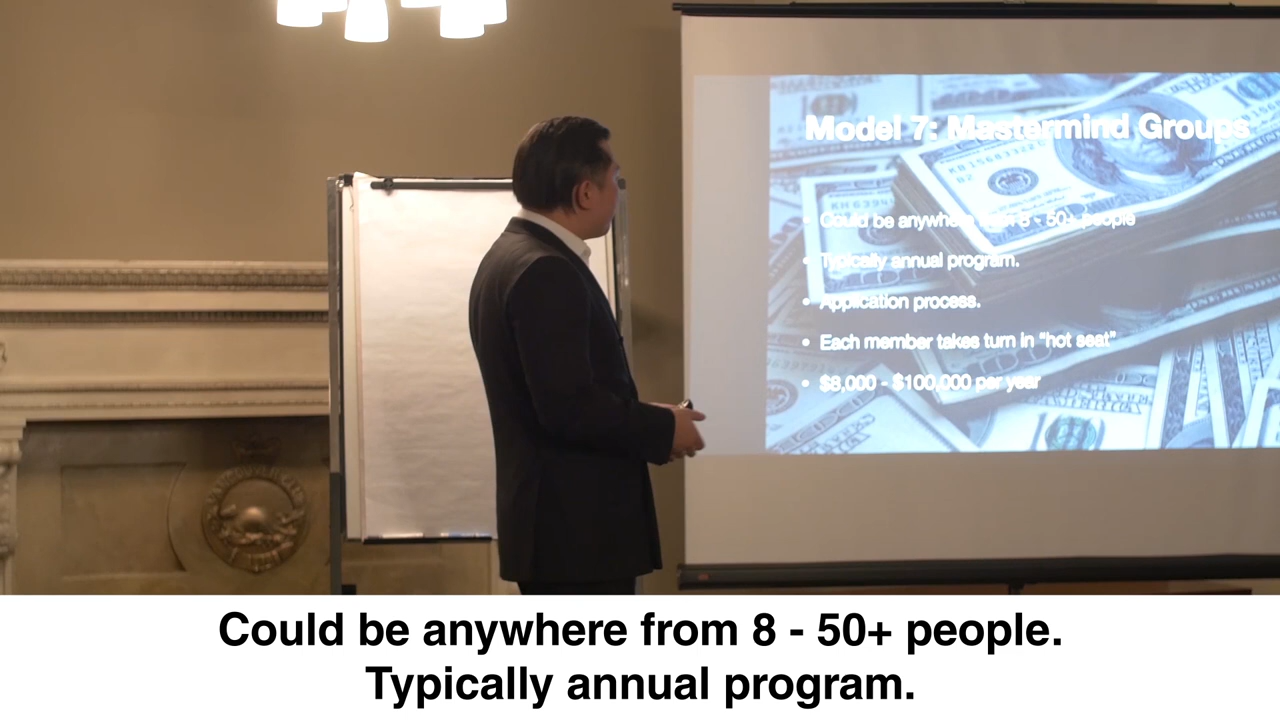 Model 7: Mastermind Groups
• Could be anywhere from 8 - 50+ people
• Typically annual program.
• Application process.
• Each member takes turn in “hot seat”
• $8,000 - $100,000 per year
Could be anywhere from 8 - 50+ people.
Typically annual program.